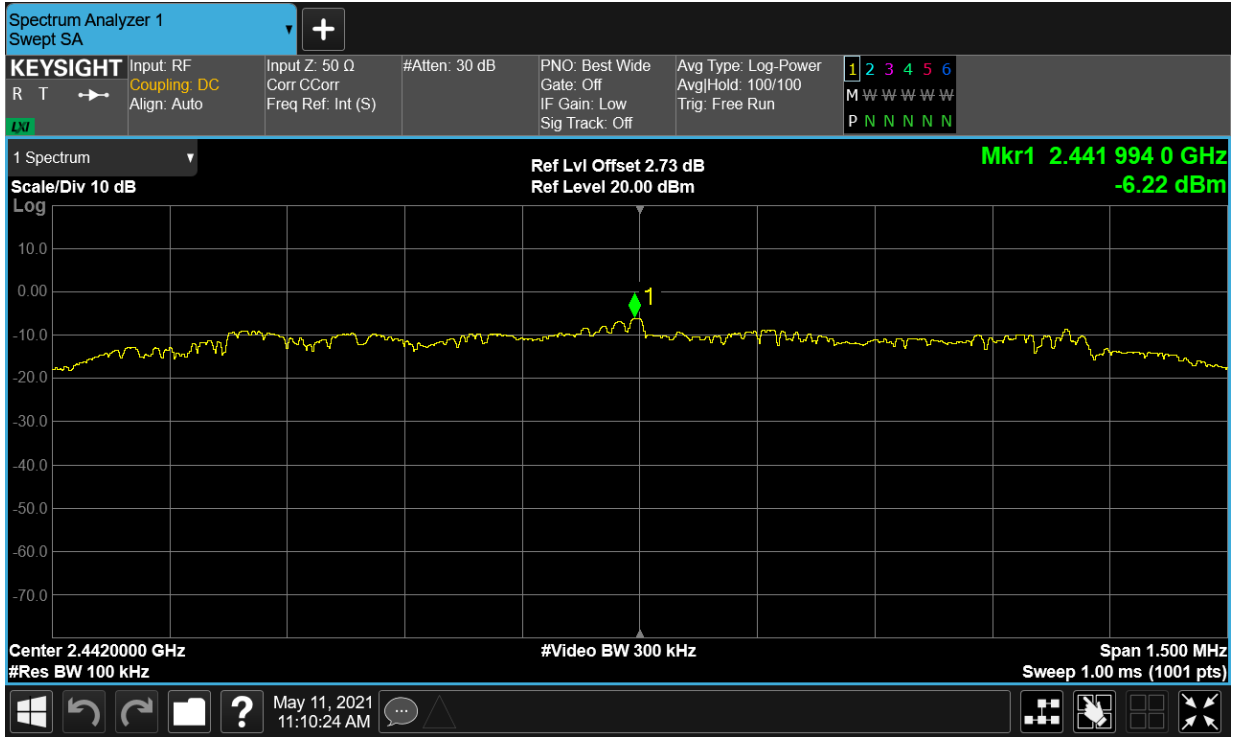 Spectrum Analyzer 1
Swept SA
KEYSIGHT
R T
LXI
Input: RF
Coupling: DC
Align: Auto
Input Z: 50 Ω
Corr CCorr
Freq Ref: Int (S)
#Atten: 30 dB
PNO: Best Wide
Gate: Off
IF Gain: Low
Sig Track: Off
Avg Type: Log-Power
Avg|Hold: 100/100
Trig: Free Run
1 2 3 4 5 6
M W W W W W
P N N N N N
1 Spectrum
Scale/Div 10 dB
Log
Ref Lvl Offset 2.73 dB
Ref Level 20.00 dBm
Mkr1 2.441 994 0 GHz
-6.22 dBm
10.0
0.00
1
-10.0
-20.0
-30.0
-40.0
-50.0
-60.0
-70.0
Center 2.4420000 GHz
#Res BW 100 kHz
#Video BW 300 kHz
Span 1.500 MHz
Sweep 1.00 ms (1001 pts)
?
May 11, 2021
11:10:24 AM